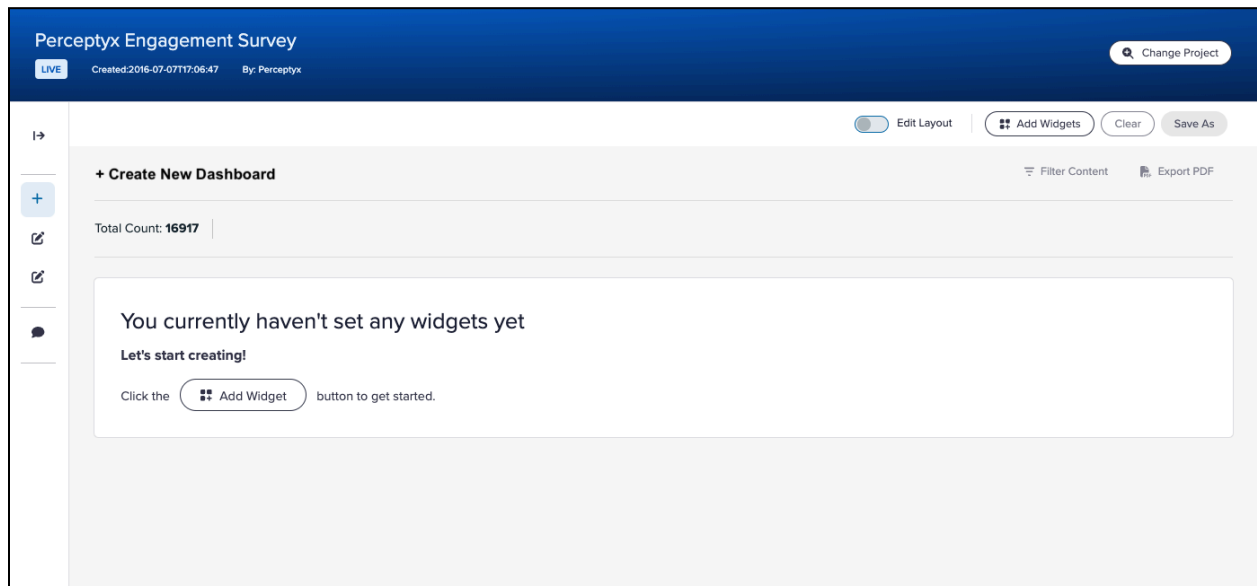 Perceptyx Engagement Survey
LIVE Created:2016-07-07T17:06:47 By: Perceptyx
Change Project
Edit Layout Add Widgets Clear Save As
+ Create New Dashboard
Filter Content Export PDF
Total Count: 16917
You currently haven't set any widgets yet
Let's start creating!
Click the Add Widget button to get started.